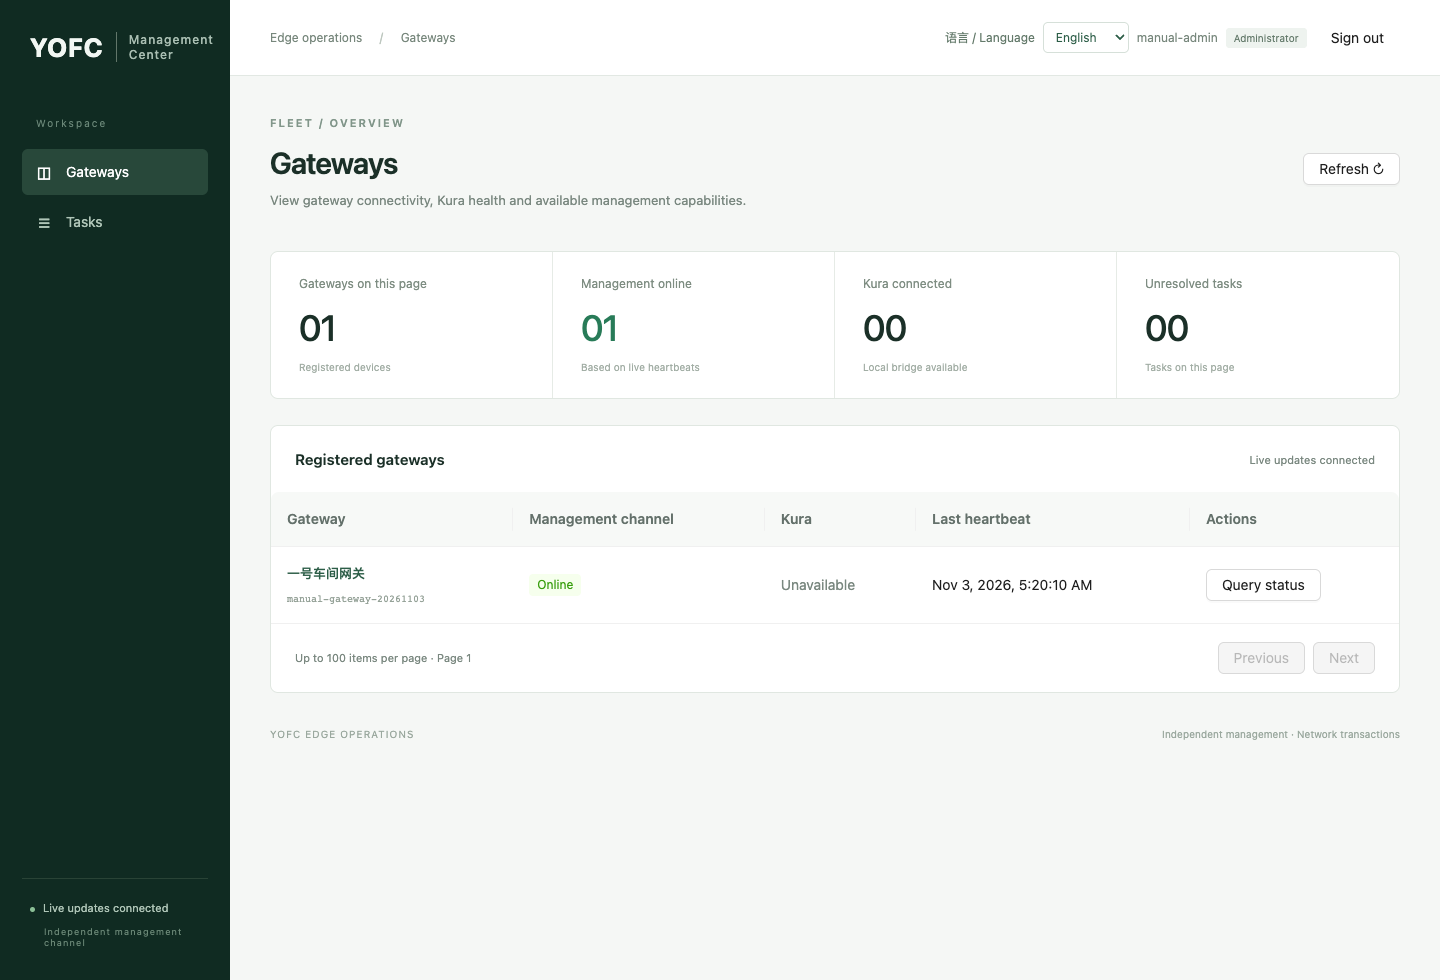 YOFC
Management
Center
Workspace
Gateways
Tasks
Live updates connected
Independent management
channel
Edge operations / Gateways
语言 / Language
English
manual-admin
Administrator
Sign out
FLEET / OVERVIEW
Gateways
View gateway connectivity, Kura health and available management capabilities.
Refresh
Gateways on this page
01
Registered devices
Management online
01
Based on live heartbeats
Kura connected
00
Local bridge available
Unresolved tasks
00
Tasks on this page
Registered gateways
Live updates connected
Gateway Management channel Kura Last heartbeat Actions
一号车间网关
manual-gateway-20261103
Online
Unavailable
Nov 3, 2026, 5:20:10 AM
Query status
Up to 100 items per page · Page 1
Previous
Next
YOFC EDGE OPERATIONS
Independent management · Network transactions